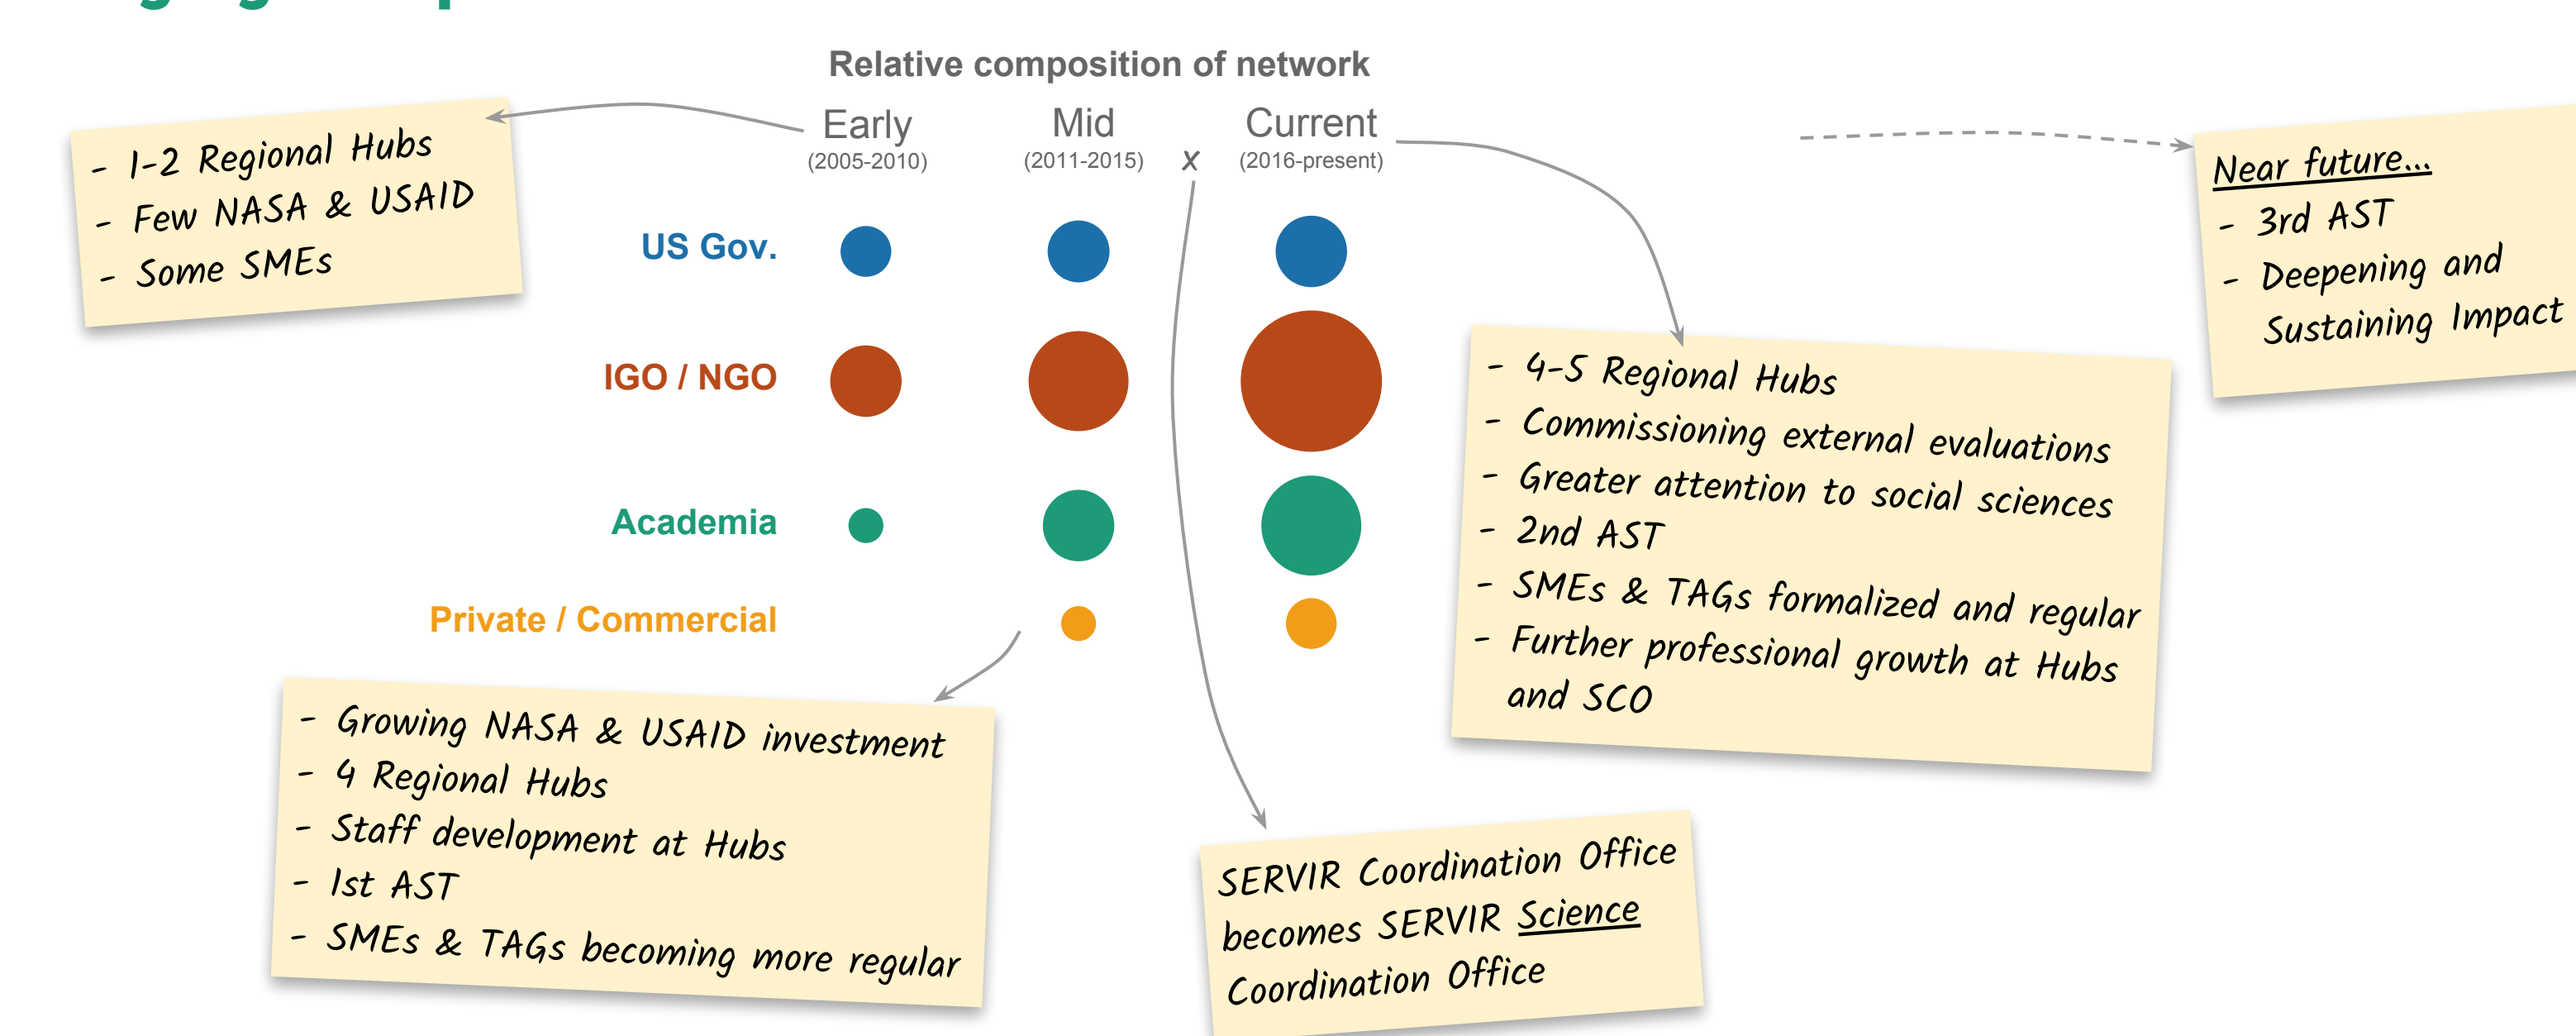 Relative composition of network
Early
(2005-2010)
Mid
(2011-2015)
x
Current
(2016-present)
- 1-2 Regional Hubs
- Few NASA & USAID
- Some SMEs
Near future...
- 3rd AST
- Deepening and
Sustaining Impact
US Gov.
IGO / NGO
Academia
Private / Commercial
- 4-5 Regional Hubs
- Commissioning external evaluations
- Greater attention to social sciences
- 2nd AST
- SMEs & TAGs formalized and regular
- Further professional growth at Hubs
and SCO
- Growing NASA & USAID investment
- 4 Regional Hubs
- Staff development at Hubs
- 1st AST
- SMEs & TAGs becoming more regular
SERVIR Coordination Office
becomes SERVIR Science
Coordination Office